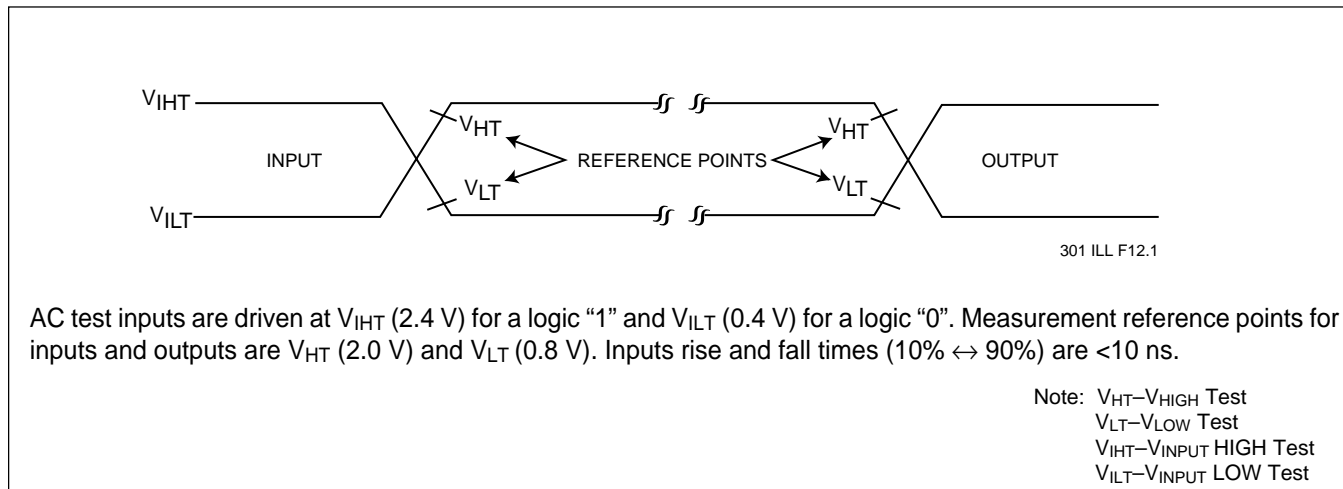 VIHT
VHT
VHT
INPUT
REFERENCE POINTS
OUTPUT
VLT
VLT
VILT
301 ILL F12.1
AC test inputs are driven at VIHT (2.4 V) for a logic “1” and VILT (0.4 V) for a logic “0”. Measurement reference points for
inputs and outputs are VHT (2.0 V) and VLT (0.8 V). Inputs rise and fall times (10% ↔ 90%) are <10 ns.
Note: VHT–VHIGH Test
VLT–VLOW Test
VIHT–VINPUT HIGH Test
VILT–VINPUT LOW Test